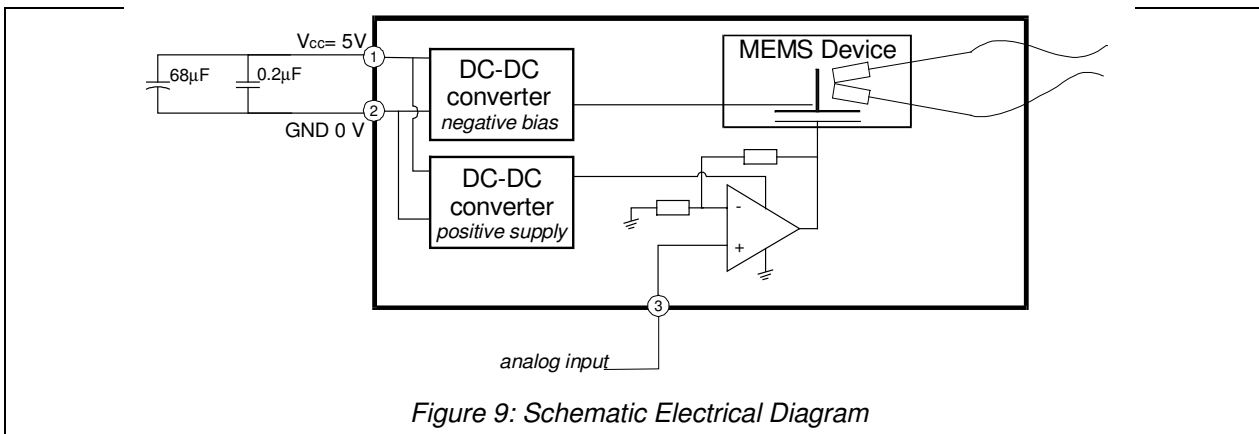 Vcc= 5V
1
68µF
0.2µF
2
GND 0 V
DC-DC
converter
negative bias
DC-DC
converter
positive supply
MEMS Device
-
+
3
analog input
Figure 9: Schematic Electrical Diagram